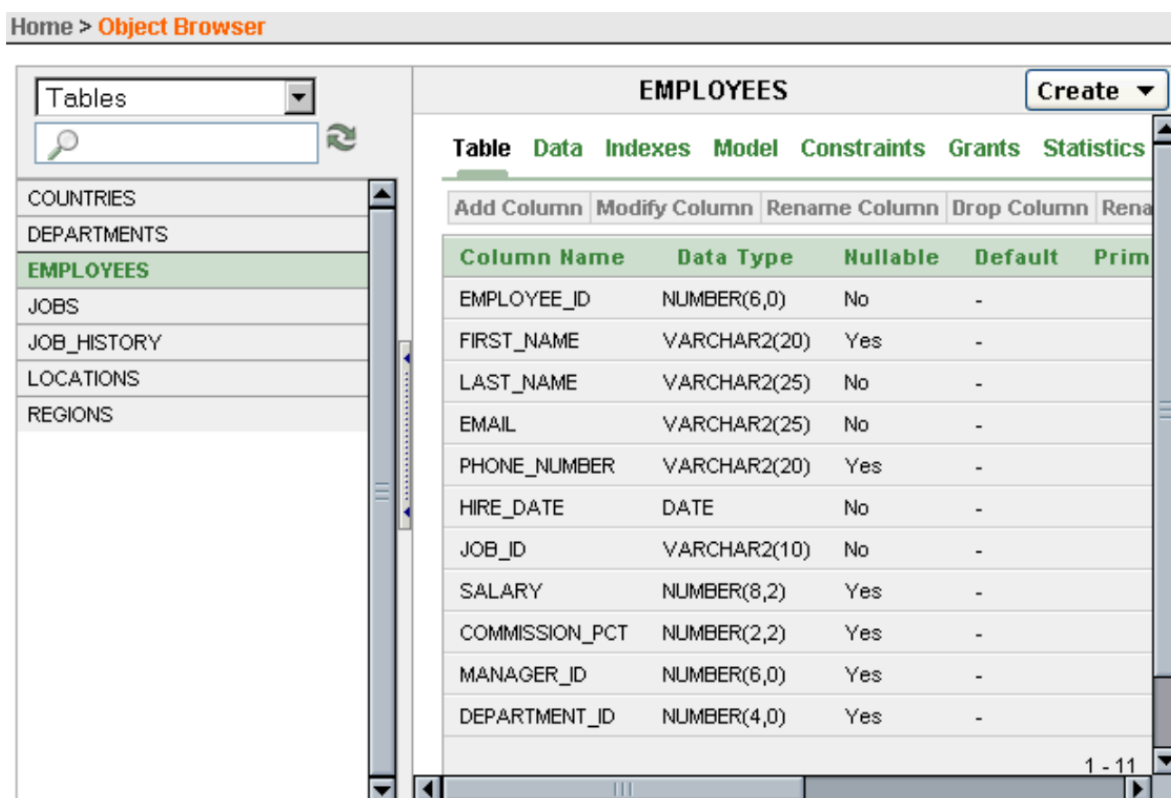 Home > Object Browser
Tables
COUNTRIES
DEPARTMENTS
EMPLOYEES
JOBS
JOB_HISTORY
LOCATIONS
REGIONS
EMPLOYEES
Create
Table Data Indexes Model Constraints Grants Statistics
Add Column Modify Column Rename Column Drop Column Rena
Column Name Data Type Nullable Default Prim
EMPLOYEE_ID NUMBER(6,0) No -
FIRST_NAME VARCHAR2(20) Yes -
LAST_NAME VARCHAR2(25) No -
EMAIL VARCHAR2(25) No -
PHONE_NUMBER VARCHAR2(20) Yes -
HIRE_DATE DATE No -
JOB_ID VARCHAR2(10) No -
SALARY NUMBER(8,2) Yes -
COMMISSION_PCT NUMBER(2,2) Yes -
MANAGER_ID NUMBER(6,0) Yes -
DEPARTMENT_ID NUMBER(4,0) Yes -
1 - 11